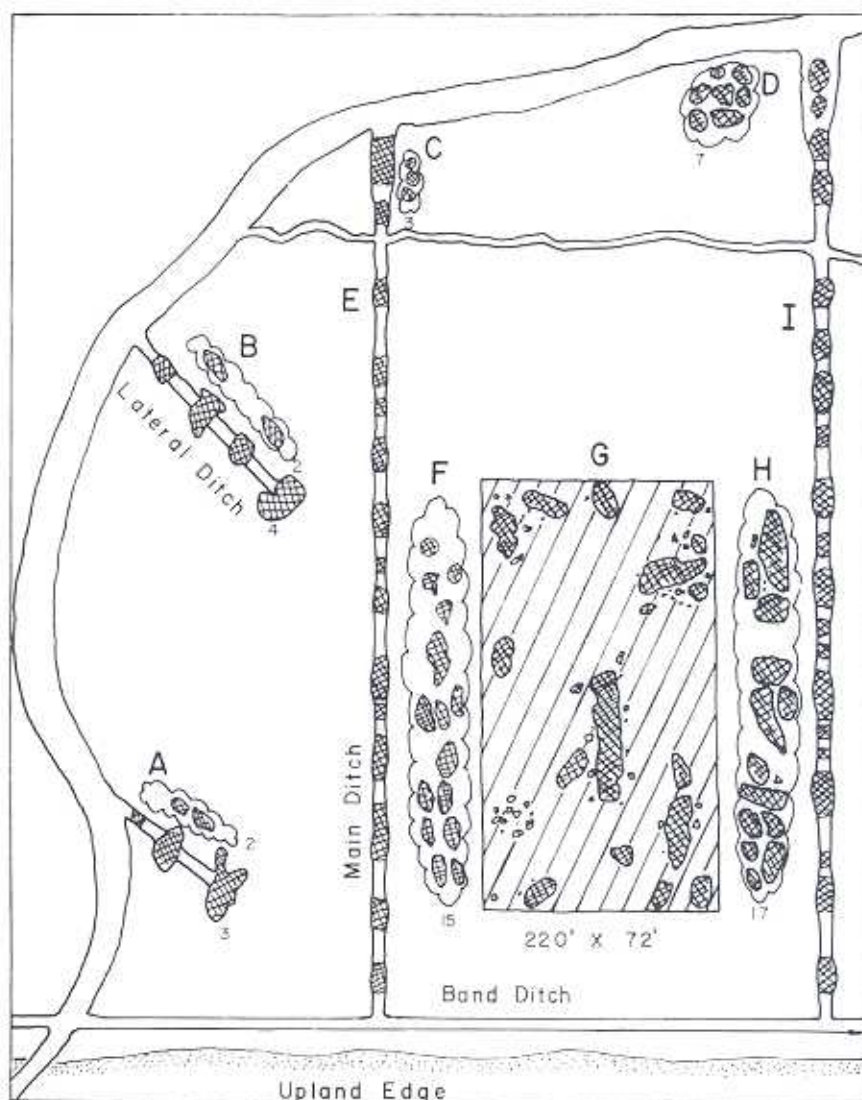 D
7
C
3
E
I
B
2
Lateral Ditch
4
F
G
H
A
2
3
Main Ditch
15
17
220' X 72'
Band Ditch
Upland Edge